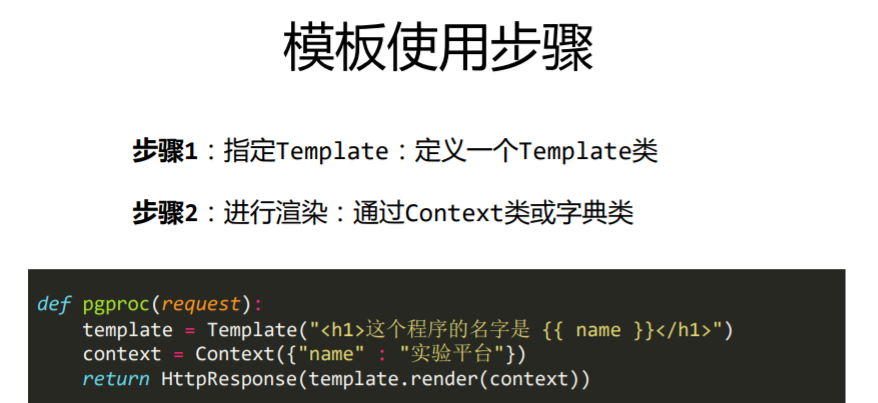 模板使用步骤
步骤1：指定Template：定义一个Template类
步骤2：进行渲染：通过Context类或字典类
def pgproc(request):
    template = Template("<h1>这个程序的名字是 {{ name }}</h1>")
    context = Context({"name" : "实验平台"})
    return HttpResponse(template.render(context))